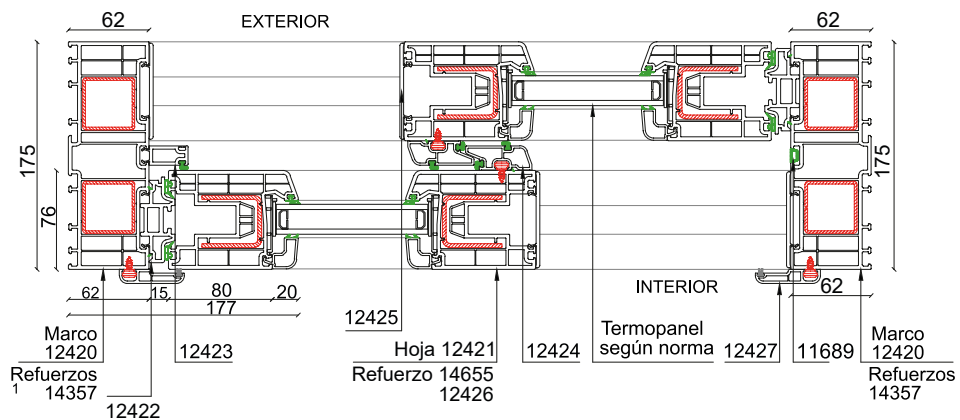 62
EXTERIOR
62
175
76
175
62
15
80
20
177
INTERIOR
62
Marco
12420
Refuerzos
1
14357
12422
12423
12425
Hoja 12421
Refuerzo 14655
12426
12424
Termopanel
según norma
12427
11689
Marco
12420
Refuerzos
14357